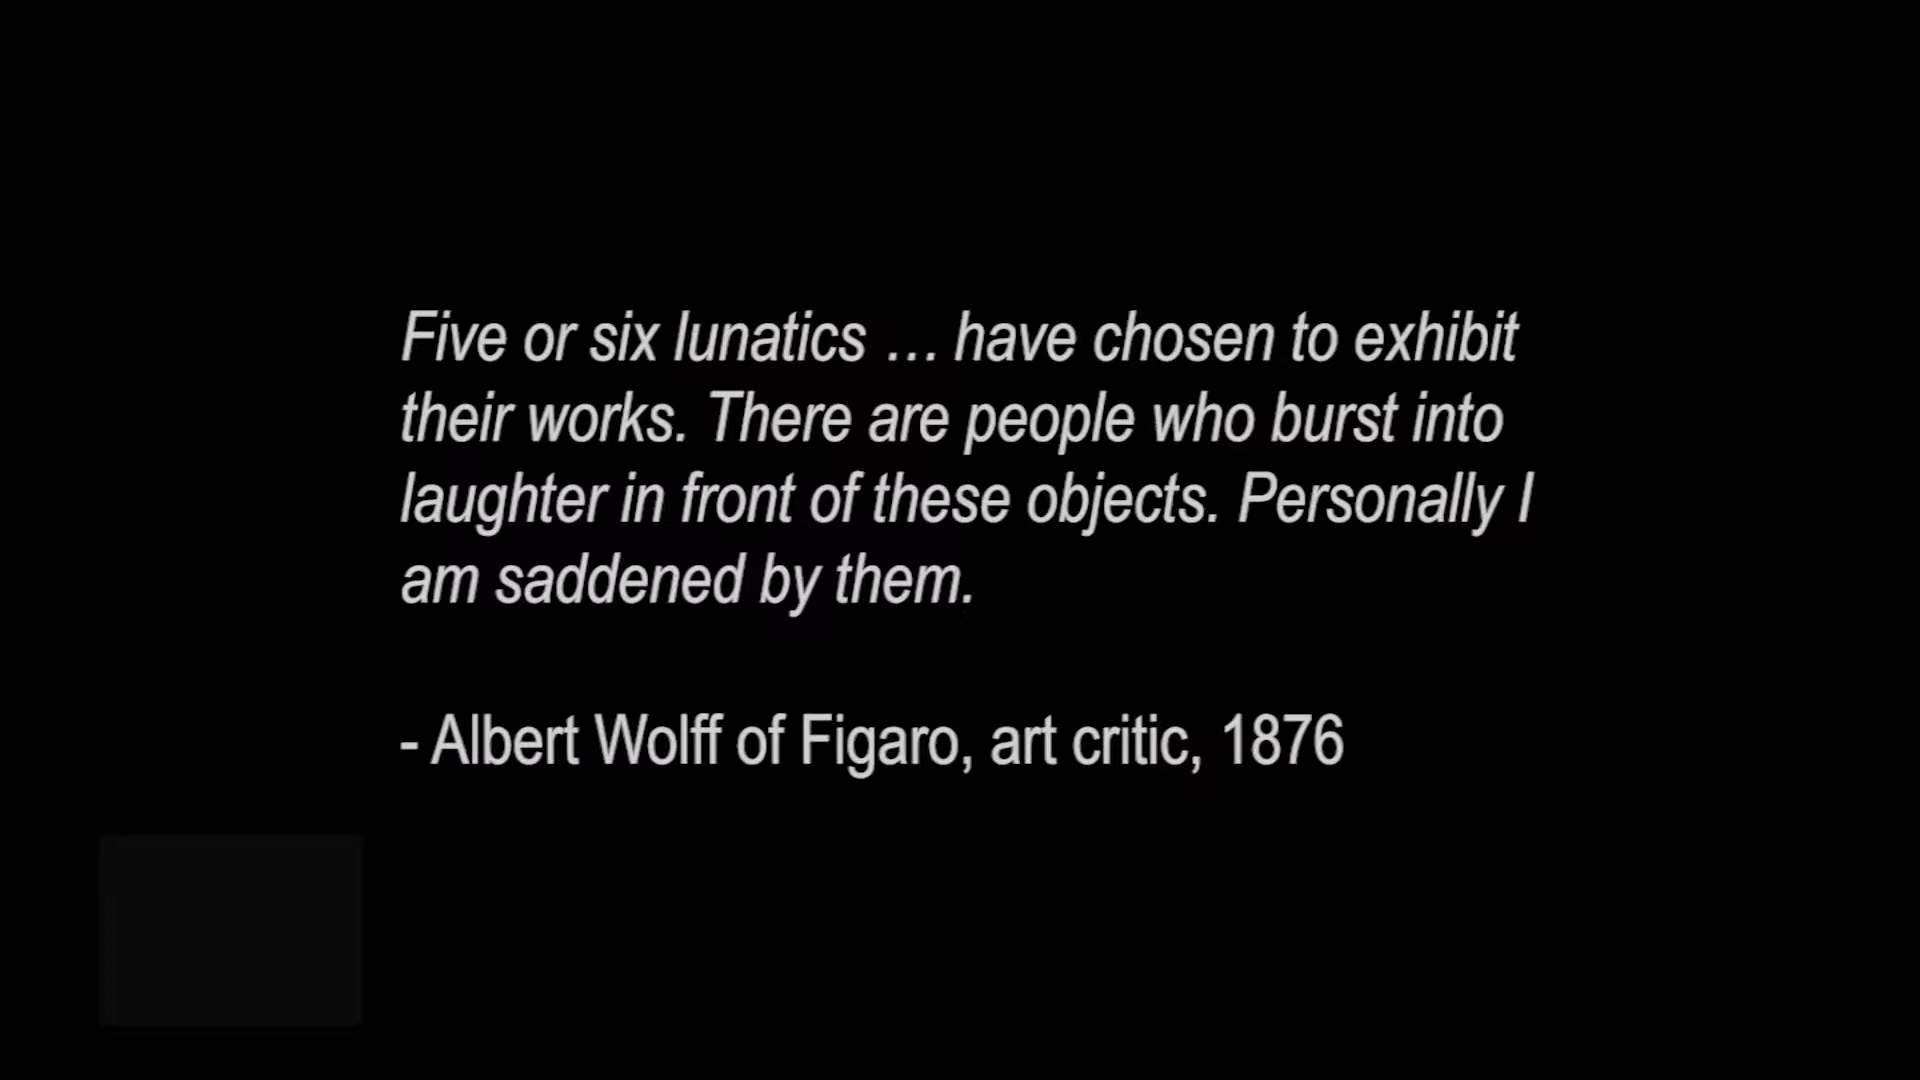 Five or six lunatics … have chosen to exhibit
their works. There are people who burst into
laughter in front of these objects. Personally I
am saddened by them.
- Albert Wolff of Figaro, art critic, 1876